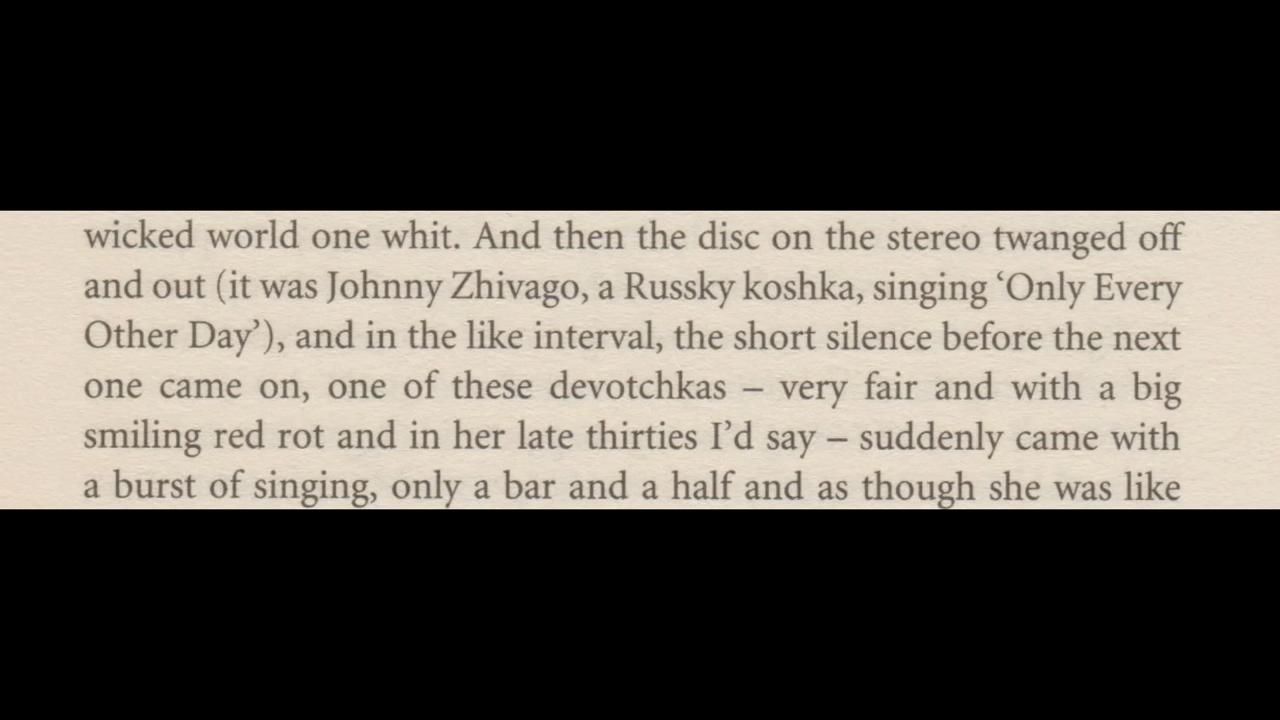 wicked world one whit. And then the disc on the stereo twanged off
and out (it was Johnny Zhivago, a Russky koshka, singing ‘Only Every
Other Day’), and in the like interval, the short silence before the next
one came on, one of these devotchkas – very fair and with a big
smiling red rot and in her late thirties I’d say – suddenly came with
a burst of singing, only a bar and a half and as though she was like